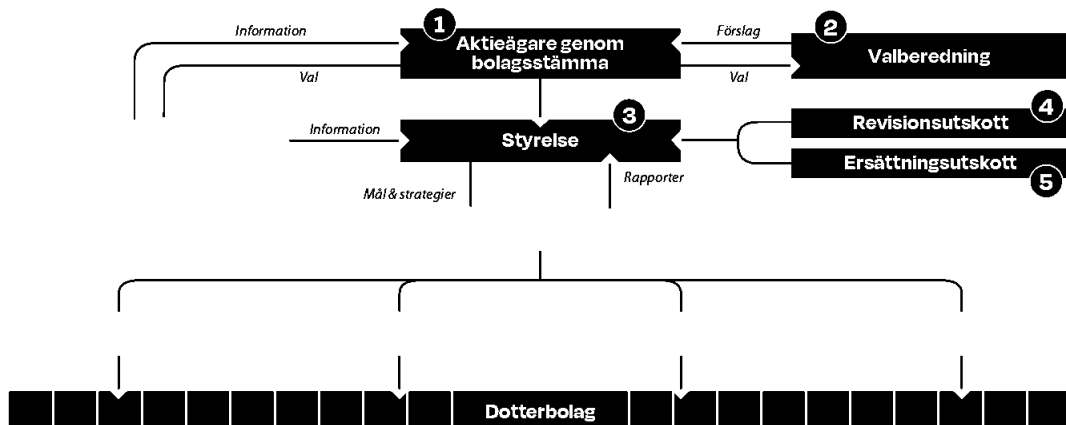 Information
1
Aktieägare genom
bolagsstämma
Förslag
2
Valberedning
Val
Val
Information
3
Styrelse
4
Revisionsutskott
Ersättningsutskott
5
Mål & strategier
Rapporter
Dotterbolag